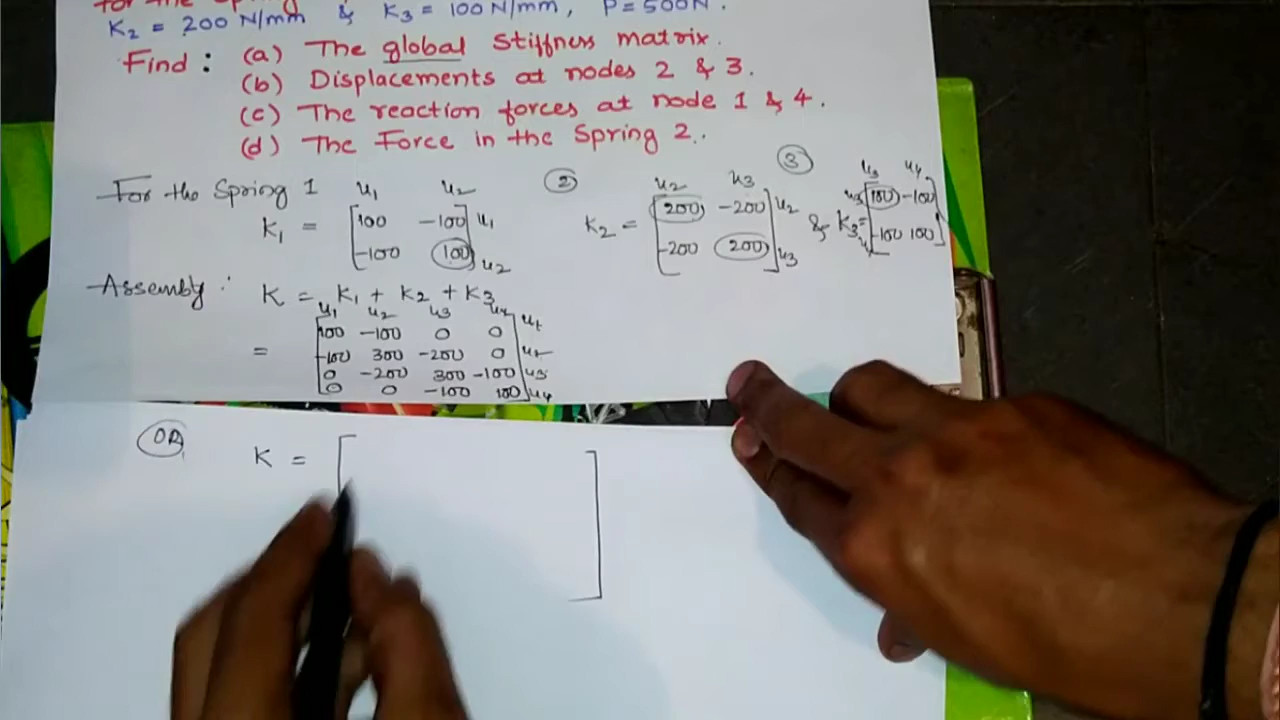 for the Spring
K2 = 200 N/mm & K3 = 100 N/mm, P = 500N.
Find : (a) The global Stiffness matrix.
(b) Displacements at nodes 2 & 3.
(c) The reaction forces at node 1 & 4.
(d) The Force in the Spring 2.
For the Spring 1 u1 u2
K1 = [100 -100] u1
[-100 100] u2
② u2 u3
K2 = [200 -200] u2
[-200 200] u3
③ u3 u4
& K3 = u3 [100 -100]
u4 [-100 100]
Assembly : K = K1 + K2 + K3
u1 u2 u3 u4
= [100 -100 0 0] u1
[-100 300 -200 0] u2
[0 -200 300 -100] u3
[0 0 -100 100] u4
OR K = [ ]